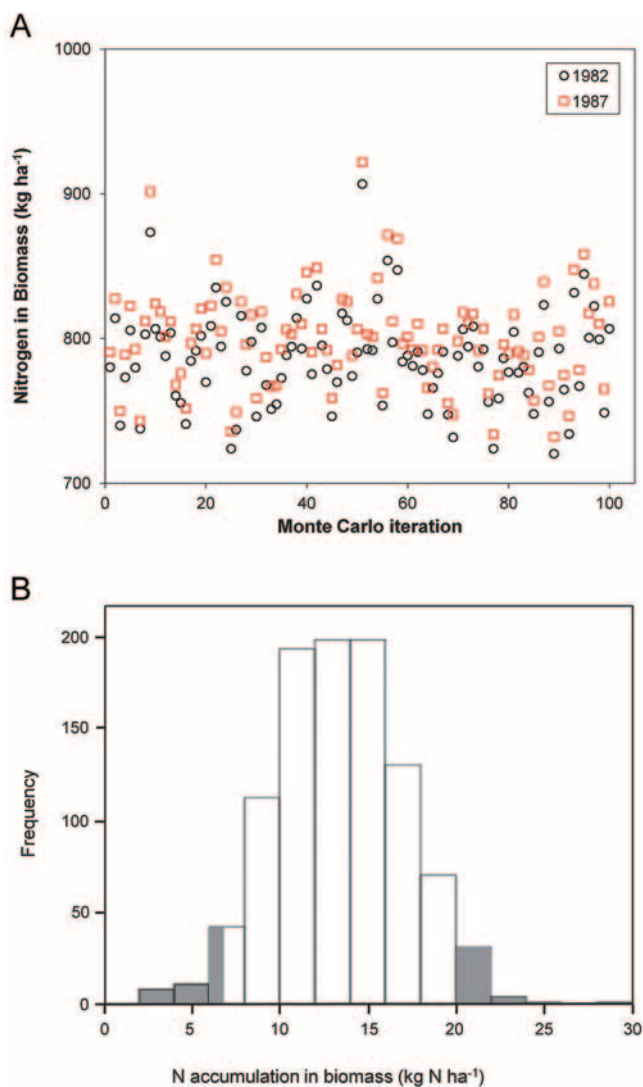 A
1000
900
800
700
Nitrogen in Biomass (kg ha⁻¹)
1982
1987
0 20 40 60 80 100
Monte Carlo iteration
B
200
150
100
50
0
Frequency
0 5 10 15 20 25 30
N accumulation in biomass (kg N ha⁻¹)